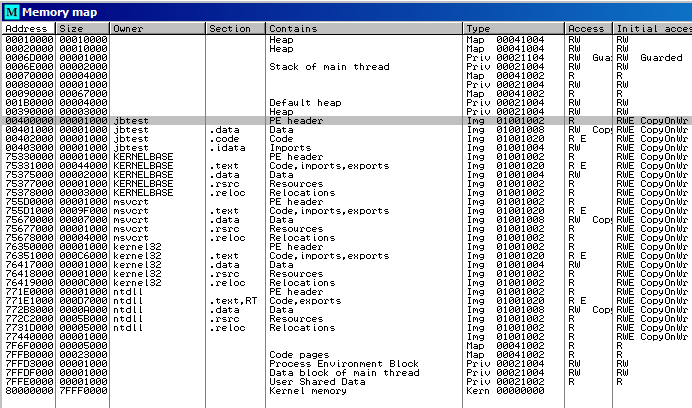 M Memory map
Address Size Owner Section Contains Type Access Initial acces
00010000 00010000 Heap Map 00041004 RW RW
00020000 00010000 Heap Map 00041004 RW RW
0006D000 00001000 Priv 00021104 RW Guar RW Guarded
0006E000 00002000 Stack of main thread Priv 00021004 RW RW
00070000 00004000 Map 00041002 R R
00080000 00001000 Map 00041002 R R
00090000 00067000 Map 00041002 R R
001B0000 00004000 Default heap Priv 00021004 RW RW
00390000 00003000 Heap Priv 00021004 RW RW
00400000 00001000 jbtest PE header Img 01001002 R RWE CopyOnWr
00401000 00001000 jbtest .data Data Img 01001008 RW Copy RWE CopyOnWr
00402000 00001000 jbtest .code Code Img 01001020 R E RWE CopyOnWr
00403000 00001000 jbtest .idata Imports Img 01001004 RW RWE CopyOnWr
75330000 00001000 KERNELBASE PE header Img 01001002 R RWE CopyOnWr
75331000 00044000 KERNELBASE .text Code,imports,exports Img 01001020 R E RWE CopyOnWr
75375000 00002000 KERNELBASE .data Data Img 01001004 RW RWE CopyOnWr
75377000 00001000 KERNELBASE .rsrc Resources Img 01001002 R RWE CopyOnWr
75378000 00003000 KERNELBASE .reloc Relocations Img 01001002 R RWE CopyOnWr
755D0000 00001000 msvcrt PE header Img 01001002 R RWE CopyOnWr
755D1000 0009F000 msvcrt .text Code,imports,exports Img 01001020 R E RWE CopyOnWr
75670000 00007000 msvcrt .data Data Img 01001008 RW Copy RWE CopyOnWr
75677000 00001000 msvcrt .rsrc Resources Img 01001002 R RWE CopyOnWr
75678000 00004000 msvcrt .reloc Relocations Img 01001002 R RWE CopyOnWr
76350000 00001000 kernel32 PE header Img 01001002 R RWE CopyOnWr
76351000 000C6000 kernel32 .text Code,imports,exports Img 01001020 R E RWE CopyOnWr
76417000 00001000 kernel32 .data Data Img 01001004 RW RWE CopyOnWr
76418000 00001000 kernel32 .rsrc Resources Img 01001002 R RWE CopyOnWr
76419000 0000C000 kernel32 .reloc Relocations Img 01001002 R RWE CopyOnWr
771E0000 00001000 ntdll PE header Img 01001002 R RWE CopyOnWr
771E1000 000D7000 ntdll .text,RT Code,exports Img 01001020 R E RWE CopyOnWr
772B8000 0000A000 ntdll .data Data Img 01001008 RW Copy RWE CopyOnWr
772C2000 0005B000 ntdll .rsrc Resources Img 01001002 R RWE CopyOnWr
7731D000 00005000 ntdll .reloc Relocations Img 01001002 R RWE CopyOnWr
77440000 00001000 Img 01001002 R RWE CopyOnWr
7F6F0000 00005000 Map 00041002 R R
7FFB0000 00023000 Code pages Map 00041002 R R
7FFD3000 00001000 Process Environment Block Priv 00021004 RW RW
7FFDF000 00001000 Data block of main thread Priv 00021004 RW RW
7FFE0000 00001000 User Shared Data Priv 00021002 R R
80000000 7FFF0000 Kernel memory Kern 00000000